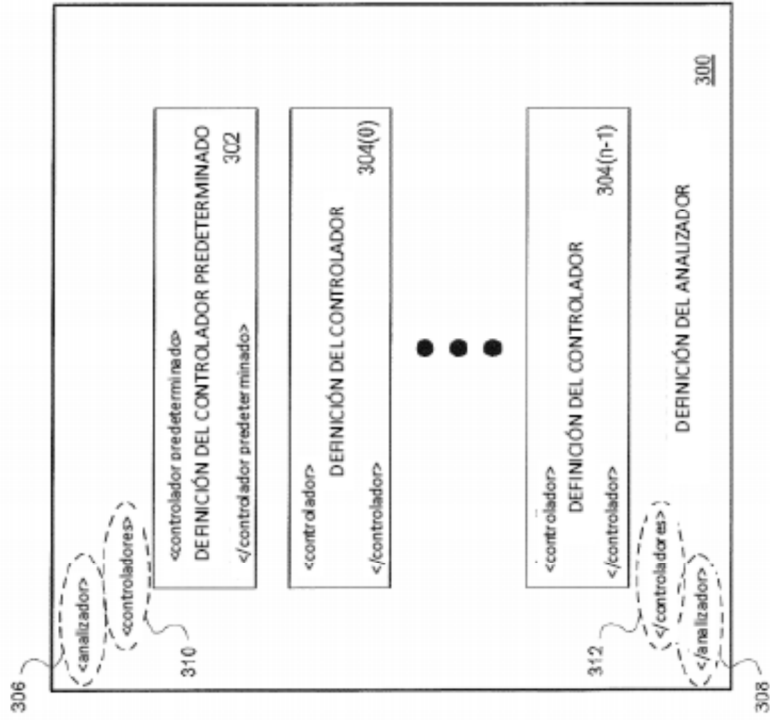 306
<analizador>
<controladores>
310
<controlador predeterminado>
DEFINICIÓN DEL CONTROLADOR PREDETERMINADO
302
</controlador predeterminado>
<controlador>
DEFINICIÓN DEL CONTROLADOR
304(0)
</controlador>
<controlador>
DEFINICIÓN DEL CONTROLADOR
304(n-1)
</controlador>
312
</controladores>
</analizador>
308
DEFINICIÓN DEL ANALIZADOR
300